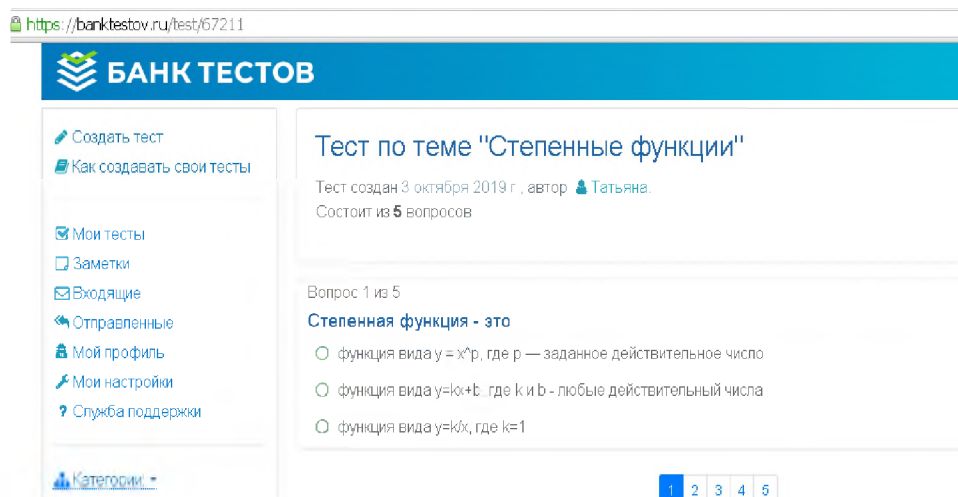 https://banktestov.ru/test/67211
БАНК ТЕСТОВ
Создать тест
Как создавать свои тесты
Мои тесты
Заметки
Входящие
Отправленные
Мой профиль
Мои настройки
? Служба поддержки
Категории:
Тест по теме "Степенные функции"
Тест создан 3 октября 2019 г., автор Татьяна.
Состоит из 5 вопросов
Вопрос 1 из 5
Степенная функция - это
функция вида y = x^p, где p — заданное действительное число
функция вида y=kx+b, где k и b - любые действительный числа
функция вида y=k/x, где k=1
1 2 3 4 5